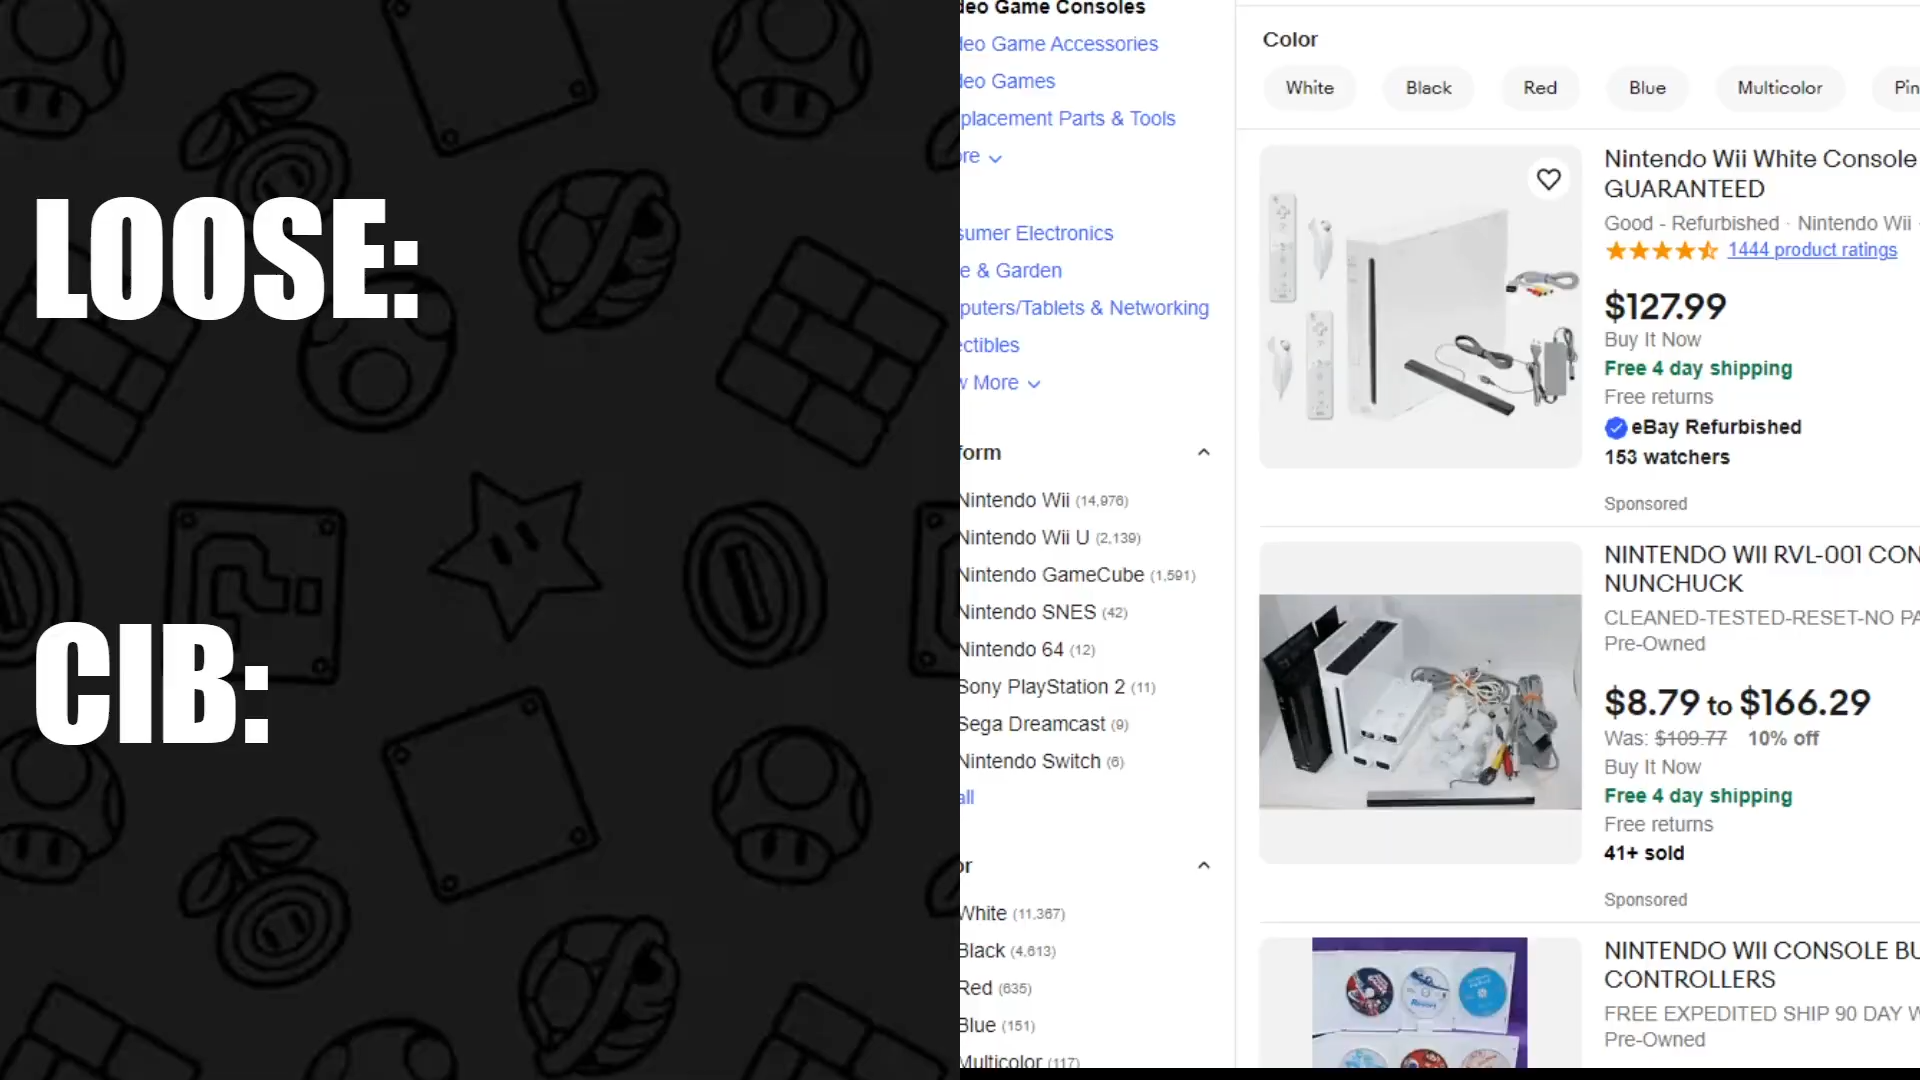 LOOSE:
CIB:
deo Game Consoles
deo Game Accessories
deo Games
placement Parts & Tools
ore
sumer Electronics
e & Garden
puters/Tablets & Networking
ectibles
w More
form
Nintendo Wii (14,976)
Nintendo Wii U (2,139)
Nintendo GameCube (1,591)
Nintendo SNES (42)
Nintendo 64 (12)
Sony PlayStation 2 (11)
Sega Dreamcast (9)
Nintendo Switch (6)
all
or
White (11,367)
Black (4,613)
Red (635)
Blue (151)
Multicolor (117)
Color
White Black Red Blue Multicolor Pin
Nintendo Wii White Console
GUARANTEED
Good - Refurbished · Nintendo Wii ·
1444 product ratings
$127.99
Buy It Now
Free 4 day shipping
Free returns
eBay Refurbished
153 watchers
Sponsored
NINTENDO WII RVL-001 CON
NUNCHUCK
CLEANED-TESTED-RESET-NO PA
Pre-Owned
$8.79 to $166.29
Was: $109.77 10% off
Buy It Now
Free 4 day shipping
Free returns
41+ sold
Sponsored
NINTENDO WII CONSOLE BU
CONTROLLERS
FREE EXPEDITED SHIP 90 DAY W
Pre-Owned